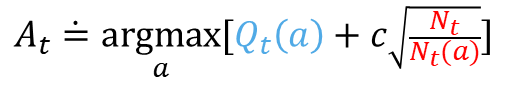 A_t ≐ argmax_a[Q_t(a) + c√(N_t/N_t(a))]